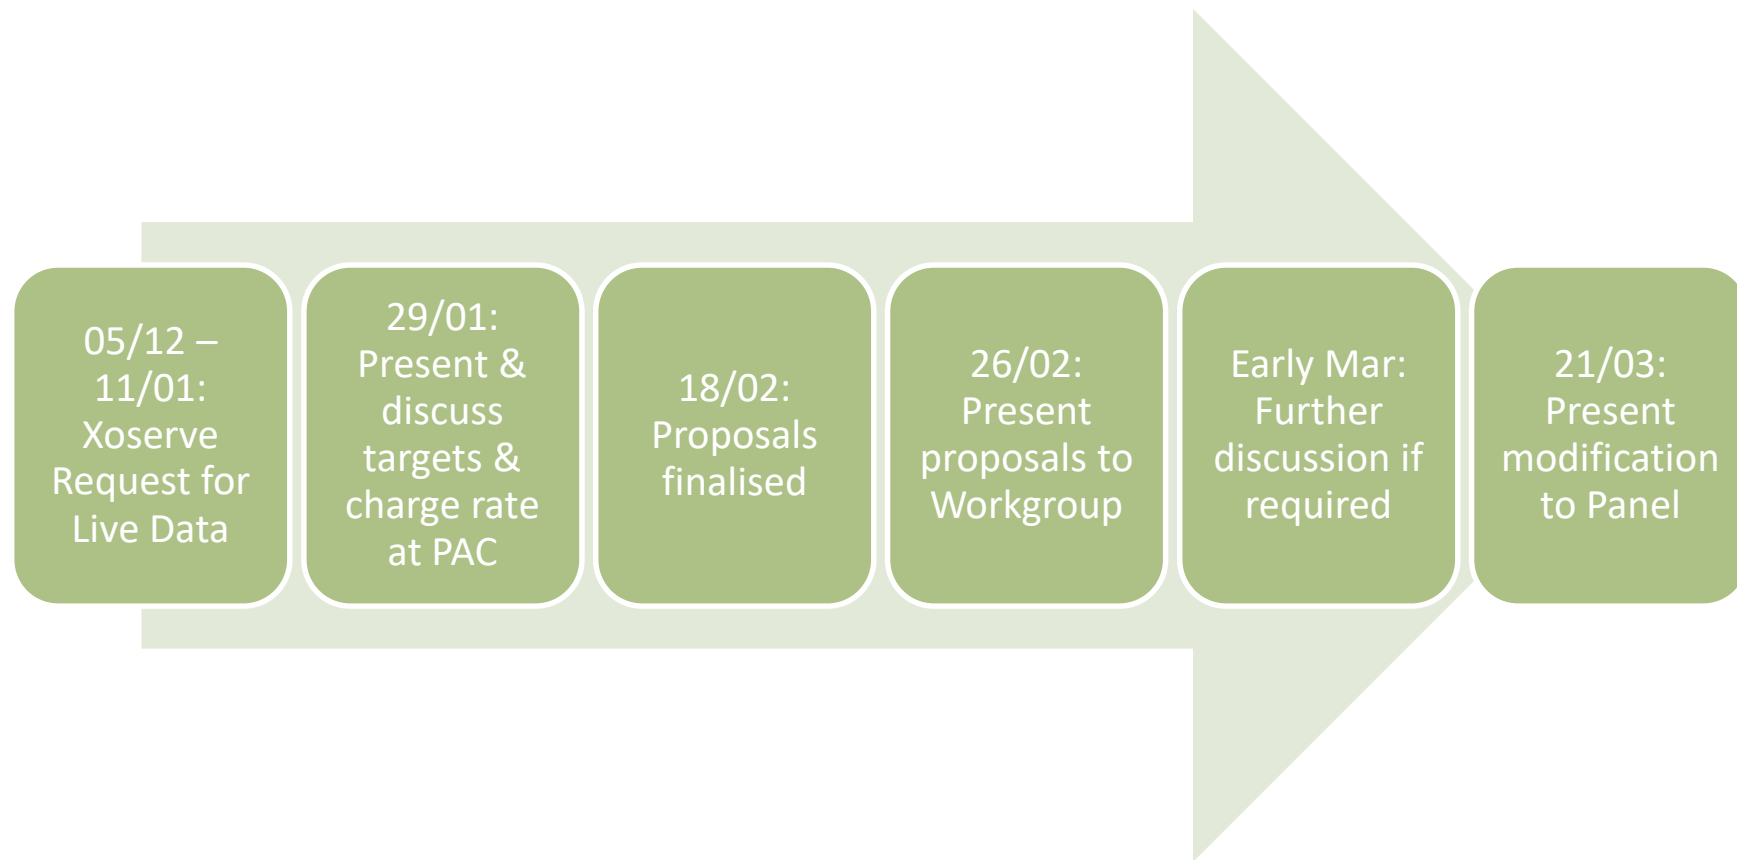 05/12 –
11/01:
Xoserve
Request for
Live Data
29/01:
Present &
discuss
targets &
charge rate
at PAC
18/02:
Proposals
finalised
26/02:
Present
proposals to
Workgroup
Early Mar:
Further
discussion if
required
21/03:
Present
modification
to Panel